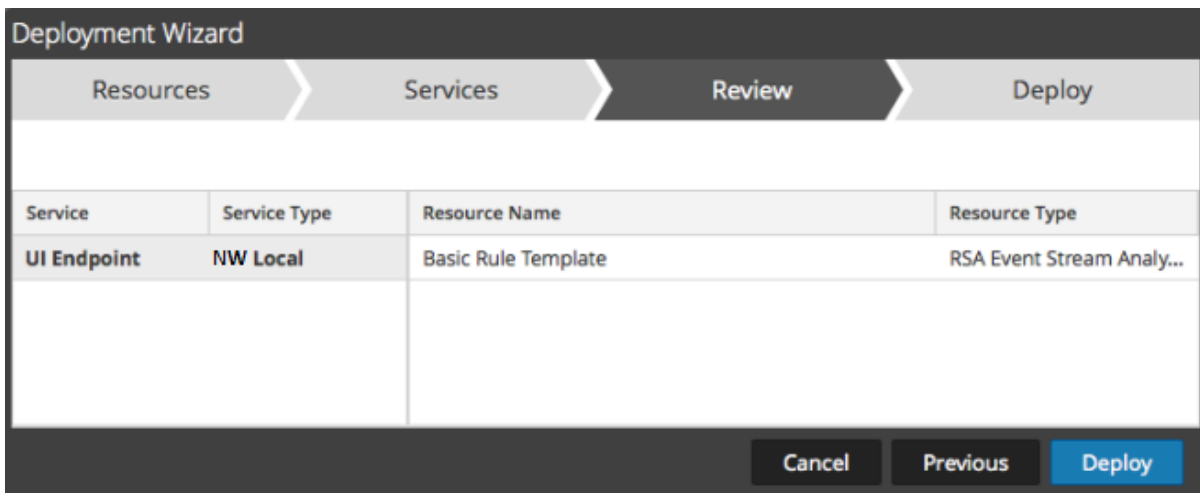 Deployment Wizard
Resources Services Review Deploy
Service Service Type Resource Name Resource Type
UI Endpoint NW Local Basic Rule Template RSA Event Stream Analy...
Cancel Previous Deploy